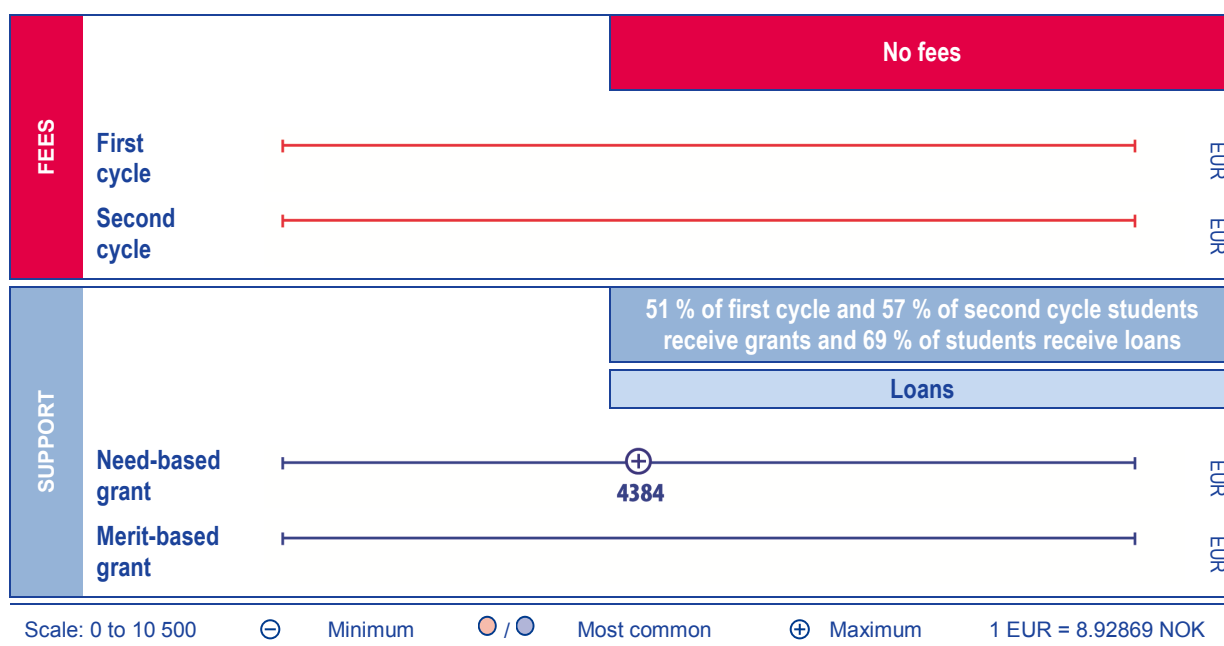 No fees
FEES
First
cycle
EUR
Second
cycle
EUR
51 % of first cycle and 57 % of second cycle students
receive grants and 69 % of students receive loans
Loans
SUPPORT
Need-based
grant
4384
EUR
Merit-based
grant
EUR
Scale: 0 to 10 500 Minimum / Most common Maximum 1 EUR = 8.92869 NOK